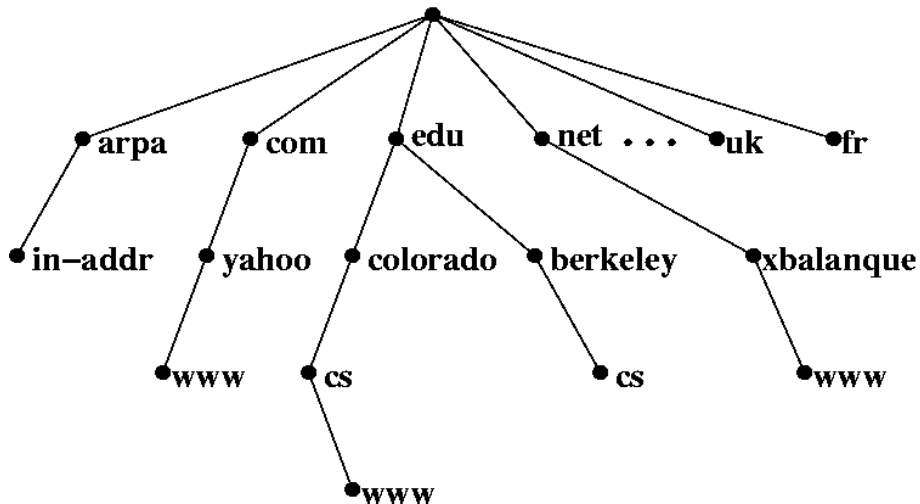 arpa com edu net ... uk fr
in-addr yahoo colorado berkeley xbalanque
www cs cs www
www